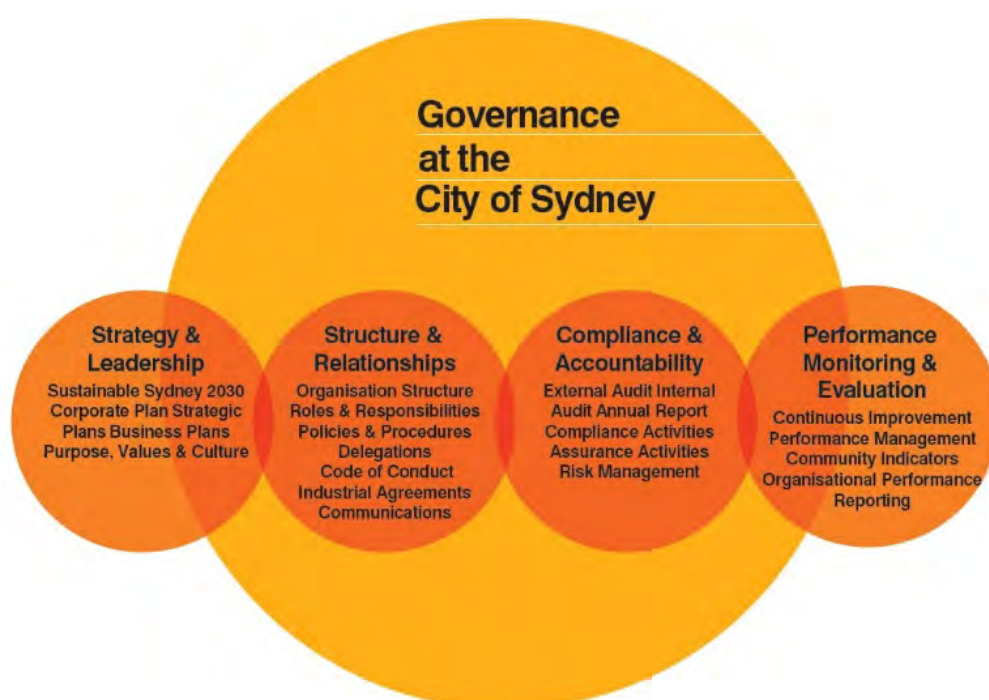 Governance
at the
City of Sydney
Strategy &
Leadership
Sustainable Sydney 2030
Corporate Plan Strategic
Plans Business Plans
Purpose, Values & Culture
Structure &
Relationships
Organisation Structure
Roles & Responsibilities
Policies & Procedures
Delegations
Code of Conduct
Industrial Agreements
Communications
Compliance &
Accountability
External Audit Internal
Audit Annual Report
Compliance Activities
Assurance Activities
Risk Management
Performance
Monitoring &
Evaluation
Continuous Improvement
Performance Management
Community Indicators
Organisational Performance
Reporting